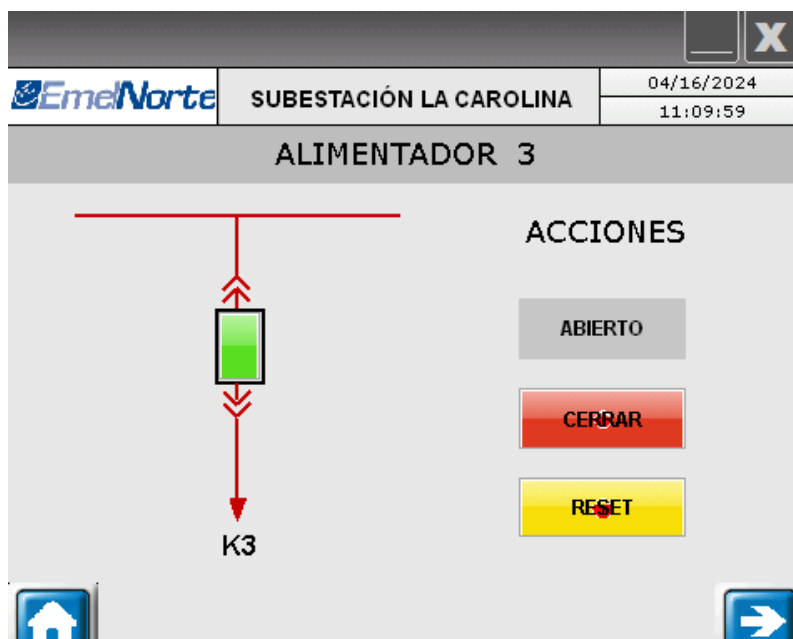 X
EmelNorte
SUBESTACIÓN LA CAROLINA
04/16/2024
11:09:59
ALIMENTADOR 3
ACCIONES
ABIERTO
CERRAR
RESET
K3